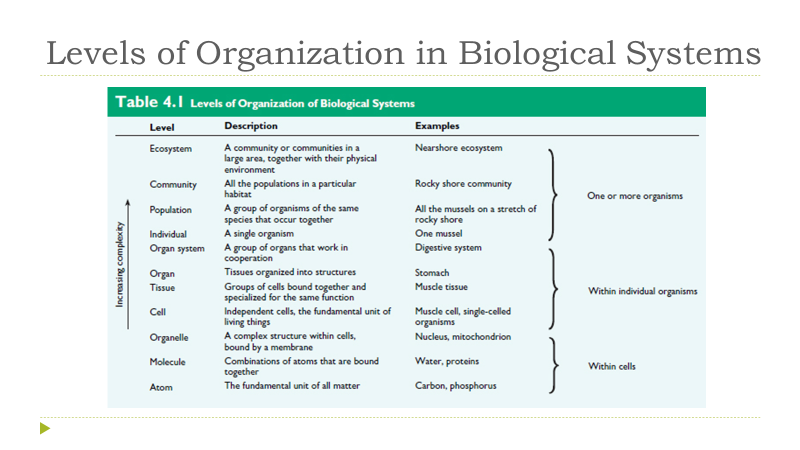 Levels of Organization in Biological Systems
Table 4.1 Levels of Organization of Biological Systems
Level Description Examples
Ecosystem A community or communities in a Nearshore ecosystem
large area, together with their physical
environment
Community All the populations in a particular Rocky shore community
habitat
One or more organisms
Population A group of organisms of the same All the mussels on a stretch of
species that occur together rocky shore
Individual A single organism One mussel
Organ system A group of organs that work in Digestive system
cooperation
Organ Tissues organized into structures Stomach
Tissue Groups of cells bound together and Muscle tissue
specialized for the same function
Within individual organisms
Cell Independent cells, the fundamental unit of Muscle cell, single-celled
living things organisms
Organelle A complex structure within cells, Nucleus, mitochondrion
bound by a membrane
Molecule Combinations of atoms that are bound Water, proteins
together
Within cells
Atom The fundamental unit of all matter Carbon, phosphorus
Increasing complexity